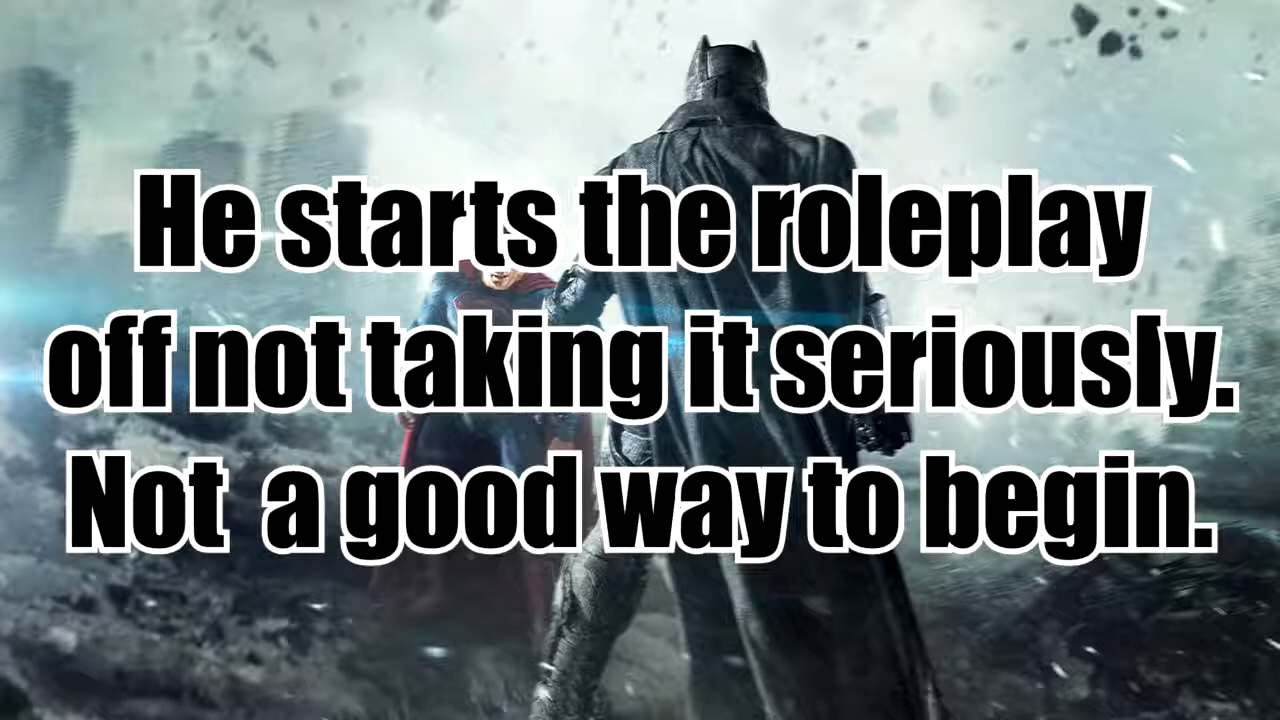 He starts the roleplay
off not taking it seriously.
Not  a good way to begin.